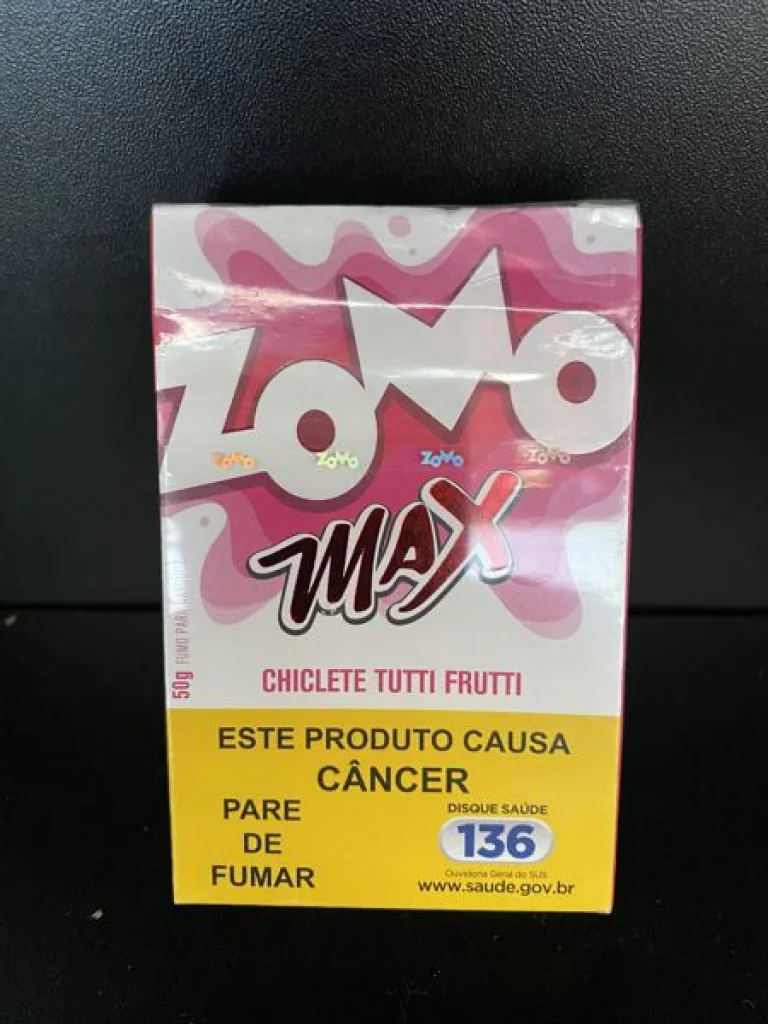 ZOMO
ZOMO ZOMO ZOMO ZOMO
MAX
50g FUMO PARA
CHICLETE TUTTI FRUTTI
ESTE PRODUTO CAUSA
CÂNCER
PARE
DE
FUMAR
DISQUE SAÚDE
136
Ouvidoria Geral do SUS
www.saude.gov.br